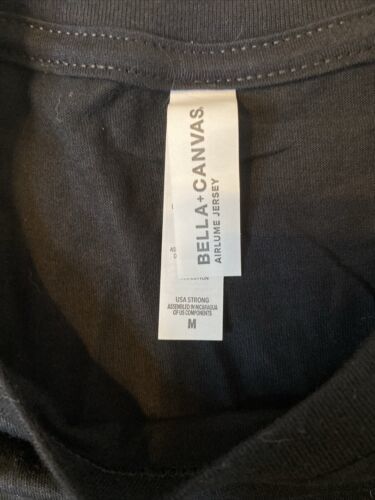 BELLA+CANVAS®
AIRLUME JERSEY
USA STRONG
ASSEMBLED IN NICARAGUA
OF US COMPONENTS
M